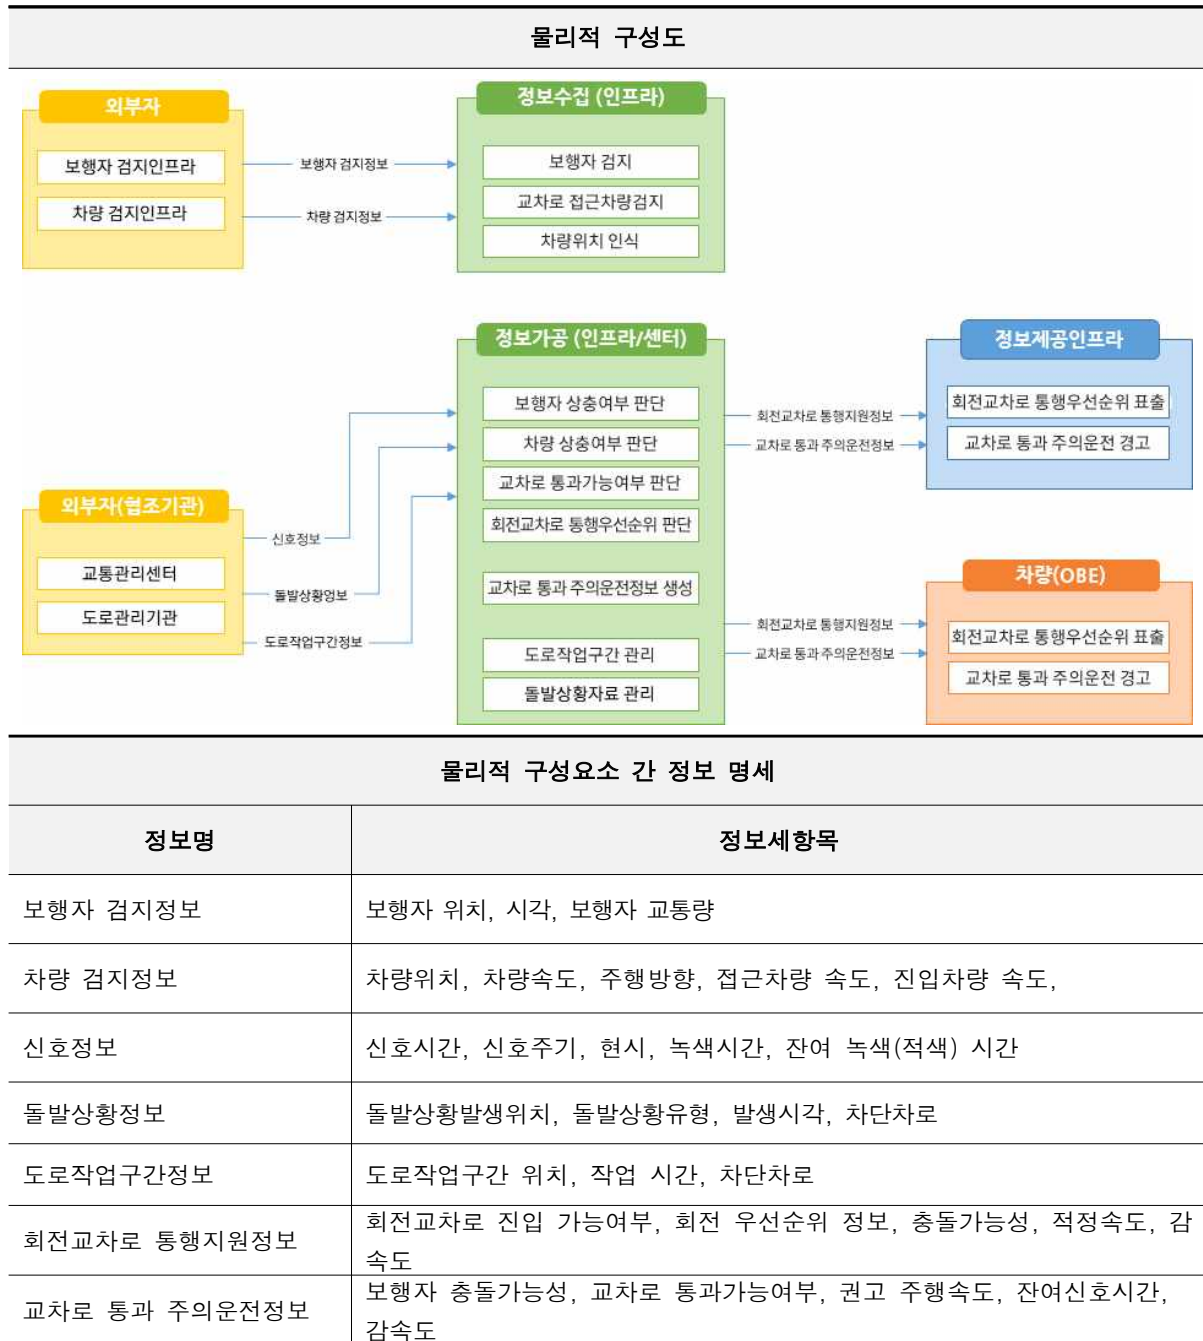 물리적 구성도
외부자
보행자 검지인프라
차량 검지인프라
보행자 검지정보
차량 검지정보
정보수집 (인프라)
보행자 검지
교차로 접근차량검지
차량위치 인식
외부자(협조기관)
교통관리센터
도로관리기관
신호정보
돌발상황엉보
도로작업구간정보
정보가공 (인프라/센터)
보행자 상충여부 판단
차량 상충여부 판단
교차로 통과가능여부 판단
회전교차로 통행우선순위 판단
교차로 통과 주의운전정보 생성
도로작업구간 관리
돌발상황자료 관리
회전교차로 통행지원정보
교차로 통과 주의운전정보
정보제공인프라
회전교차로 통행우선순위 표출
교차로 통과 주의운전 경고
회전교차로 통행지원정보
교차로 통과 주의운전정보
차량(OBE)
회전교차로 통행우선순위 표출
교차로 통과 주의운전 경고
물리적 구성요소 간 정보 명세
정보명 정보세항목
보행자 검지정보 보행자 위치, 시각, 보행자 교통량
차량 검지정보 차량위치, 차량속도, 주행방향, 접근차량 속도, 진입차량 속도,
신호정보 신호시간, 신호주기, 현시, 녹색시간, 잔여 녹색(적색) 시간
돌발상황정보 돌발상황발생위치, 돌발상황유형, 발생시각, 차단차로
도로작업구간정보 도로작업구간 위치, 작업 시간, 차단차로
회전교차로 통행지원정보 회전교차로 진입 가능여부, 회전 우선순위 정보, 충돌가능성, 적정속도, 감
속도
교차로 통과 주의운전정보 보행자 충돌가능성, 교차로 통과가능여부, 권고 주행속도, 잔여신호시간,
감속도